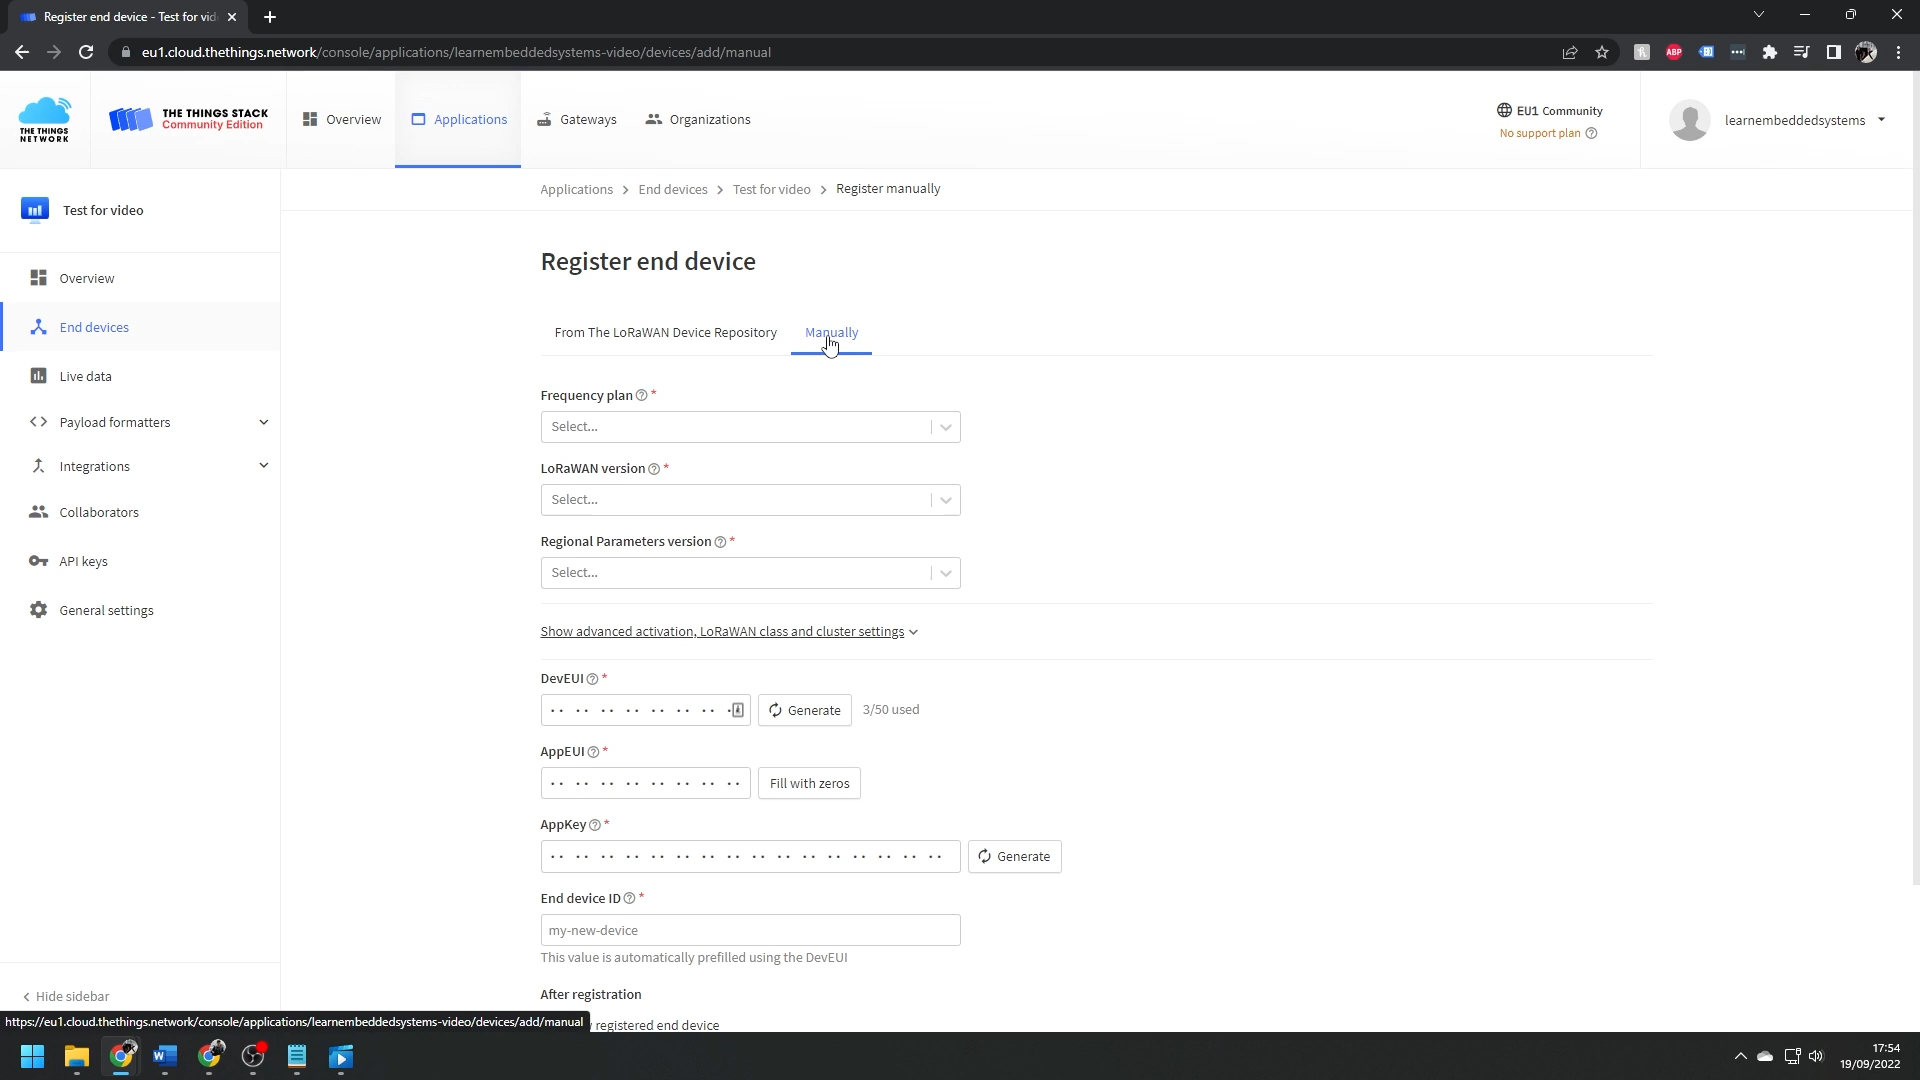 Register end device - Test for vid
eu1.cloud.thethings.network/console/applications/learnembeddedsystems-video/devices/add/manual
ABP
THE THINGS
NETWORK
THE THINGS STACK
Community Edition
Overview
Applications
Gateways
Organizations
EU1 Community
No support plan
learnembeddedsystems
Applications > End devices > Test for video > Register manually
Test for video
Overview
End devices
Live data
Payload formatters
Integrations
Collaborators
API keys
General settings
Register end device
From The LoRaWAN Device Repository
Manually
Frequency plan *
Select...
LoRaWAN version *
Select...
Regional Parameters version *
Select...
Show advanced activation, LoRaWAN class and cluster settings
DevEUI *
Generate
3/50 used
AppEUI *
Fill with zeros
AppKey *
Generate
End device ID *
my-new-device
This value is automatically prefilled using the DevEUI
After registration
registered end device
< Hide sidebar
https://eu1.cloud.thethings.network/console/applications/learnembeddedsystems-video/devices/add/manual
17:54
19/09/2022